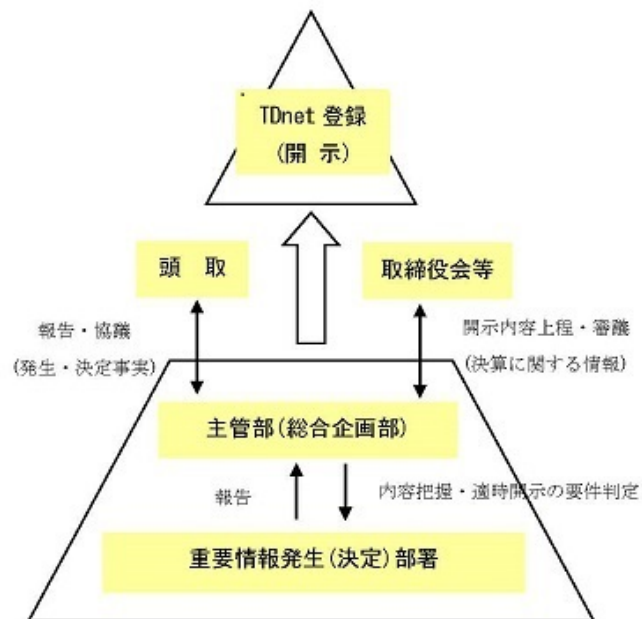 TDnet 登録
(開 示)
頭 取
取締役会等
報告・協議
(発生・決定事実)
開示内容上程・審議
(決算に関する情報)
主管部(総合企画部)
報告
内容把握・適時開示の要件判定
重要情報発生(決定)部署